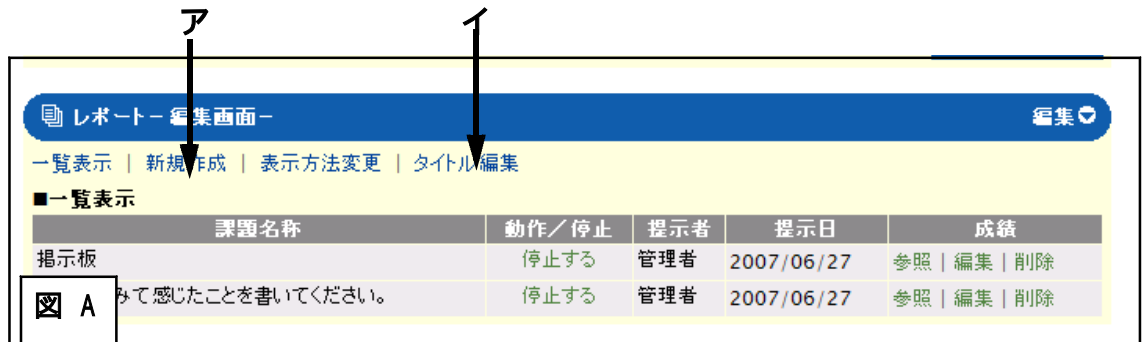 ア イ
レポート－編集画面－ 編集
一覧表示 | 新規作成 | 表示方法変更 | タイトル編集
■一覧表示
課題名称 動作／停止 提示者 提示日 成績
掲示板 停止する 管理者 2007/06/27 参照 | 編集 | 削除
みて感じたことを書いてください。 停止する 管理者 2007/06/27 参照 | 編集 | 削除
図 A